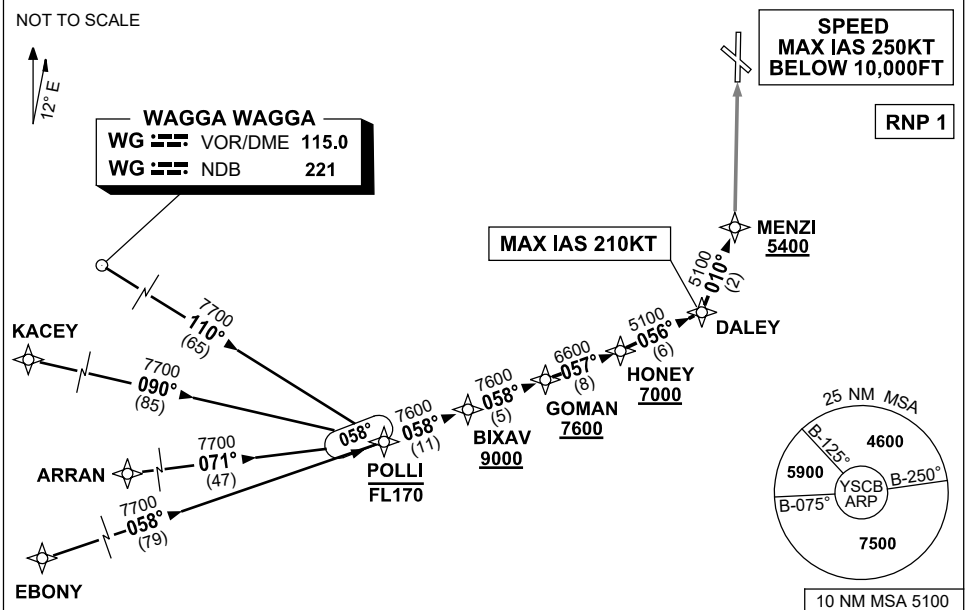 NOT TO SCALE
12° E
SPEED
MAX IAS 250KT
BELOW 10,000FT
RNP 1
WAGGA WAGGA
WG VOR/DME 115.0
WG NDB 221
MAX IAS 210KT
MENZI
5400
5100
010°
(2)
DALEY
5100
056°
(6)
HONEY
7000
6600
057°
(8)
GOMAN
7600
7600
058°
(5)
BIXAV
9000
7600
058°
(11)
058°
POLLI
FL170
7700
110°
(65)
KACEY
7700
090°
(85)
ARRAN
7700
071°
(47)
7700
058°
(79)
EBONY
25 NM MSA
B-125°
4600
5900
YSCB
ARP
B-250°
B-075°
7500
10 NM MSA 5100